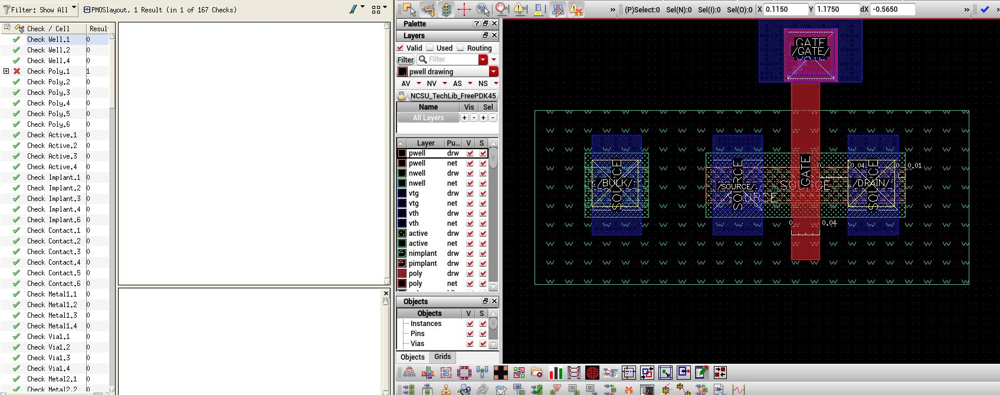 Filter: Show All
PMOSlayout, 1 Result (in 1 of 167 Checks)
Check / Cell Resul
Check Well.1 0
Check Well.2 0
Check Well.4 0
Check Poly.1 1
Check Poly.2 0
Check Poly.3 0
Check Poly.4 0
Check Poly.5 0
Check Poly.6 0
Check Active.1 0
Check Active.2 0
Check Active.3 0
Check Active.4 0
Check Implant.1 0
Check Implant.2 0
Check Implant.3 0
Check Implant.4 0
Check Implant.6 0
Check Contact.1 0
Check Contact.2 0
Check Contact.3 0
Check Contact.4 0
Check Contact.5 0
Check Contact.6 0
Check Metal1.1 0
Check Metal1.2 0
Check Metal1.3 0
Check Metal1.4 0
Check Via1.1 0
Check Via1.2 0
Check Via1.3 0
Check Via1.4 0
Check Metal2.1 0
Check Metal2.2 0
» (P)Select:0 Sel(N):0 Sel(I):0 Sel(O):0 X 0.1150 Y 1.1750 dX -0.5650 »
Palette
Layers
Valid Used Routing
Filter Filter
pwell drawing
AV NV AS NS
NCSU_TechLib_FreePDK45
Name Vis Sel
All Layers + - + -
Layer Pu... V S
pwell drw
pwell net
nwell drw
nwell net
vtg drw
vtg net
vth drw
vth net
active drw
active net
nimplant drw
pimplant drw
poly drw
poly net
Objects
Objects V S
Instances
Pins
Vias
Objects Grids
GATE
/GATE/
GATE
SOURCE
/BULK/
SOURCE
/SOURCE/
SOURCE
GATE
SOURCE
/DRAIN/
0 0.04 0 0.01
0 0.04